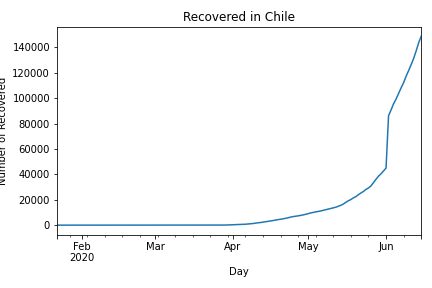 Recovered in Chile
Number of Recovered
140000
120000
100000
80000
60000
40000
20000
0
Feb
2020
Mar
Apr
May
Jun
Day